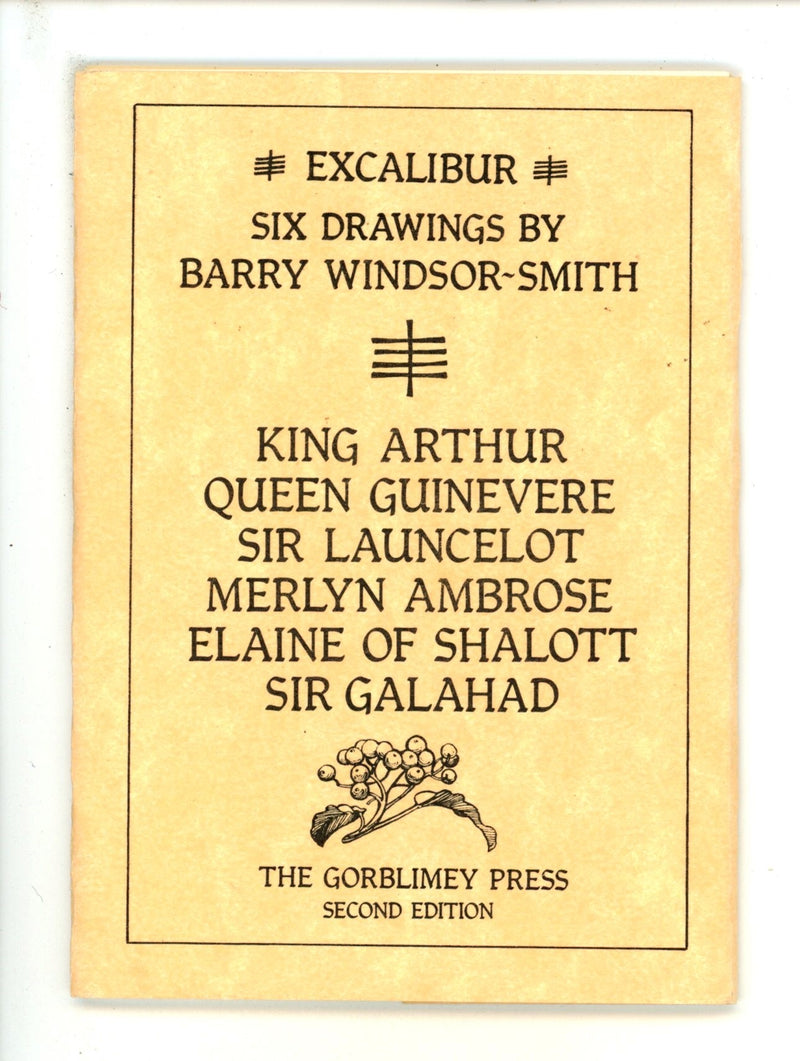 EXCALIBUR
SIX DRAWINGS BY
BARRY WINDSOR~SMITH
KING ARTHUR
QUEEN GUINEVERE
SIR LAUNCELOT
MERLYN AMBROSE
ELAINE OF SHALOTT
SIR GALAHAD
THE GORBLIMEY PRESS
SECOND EDITION